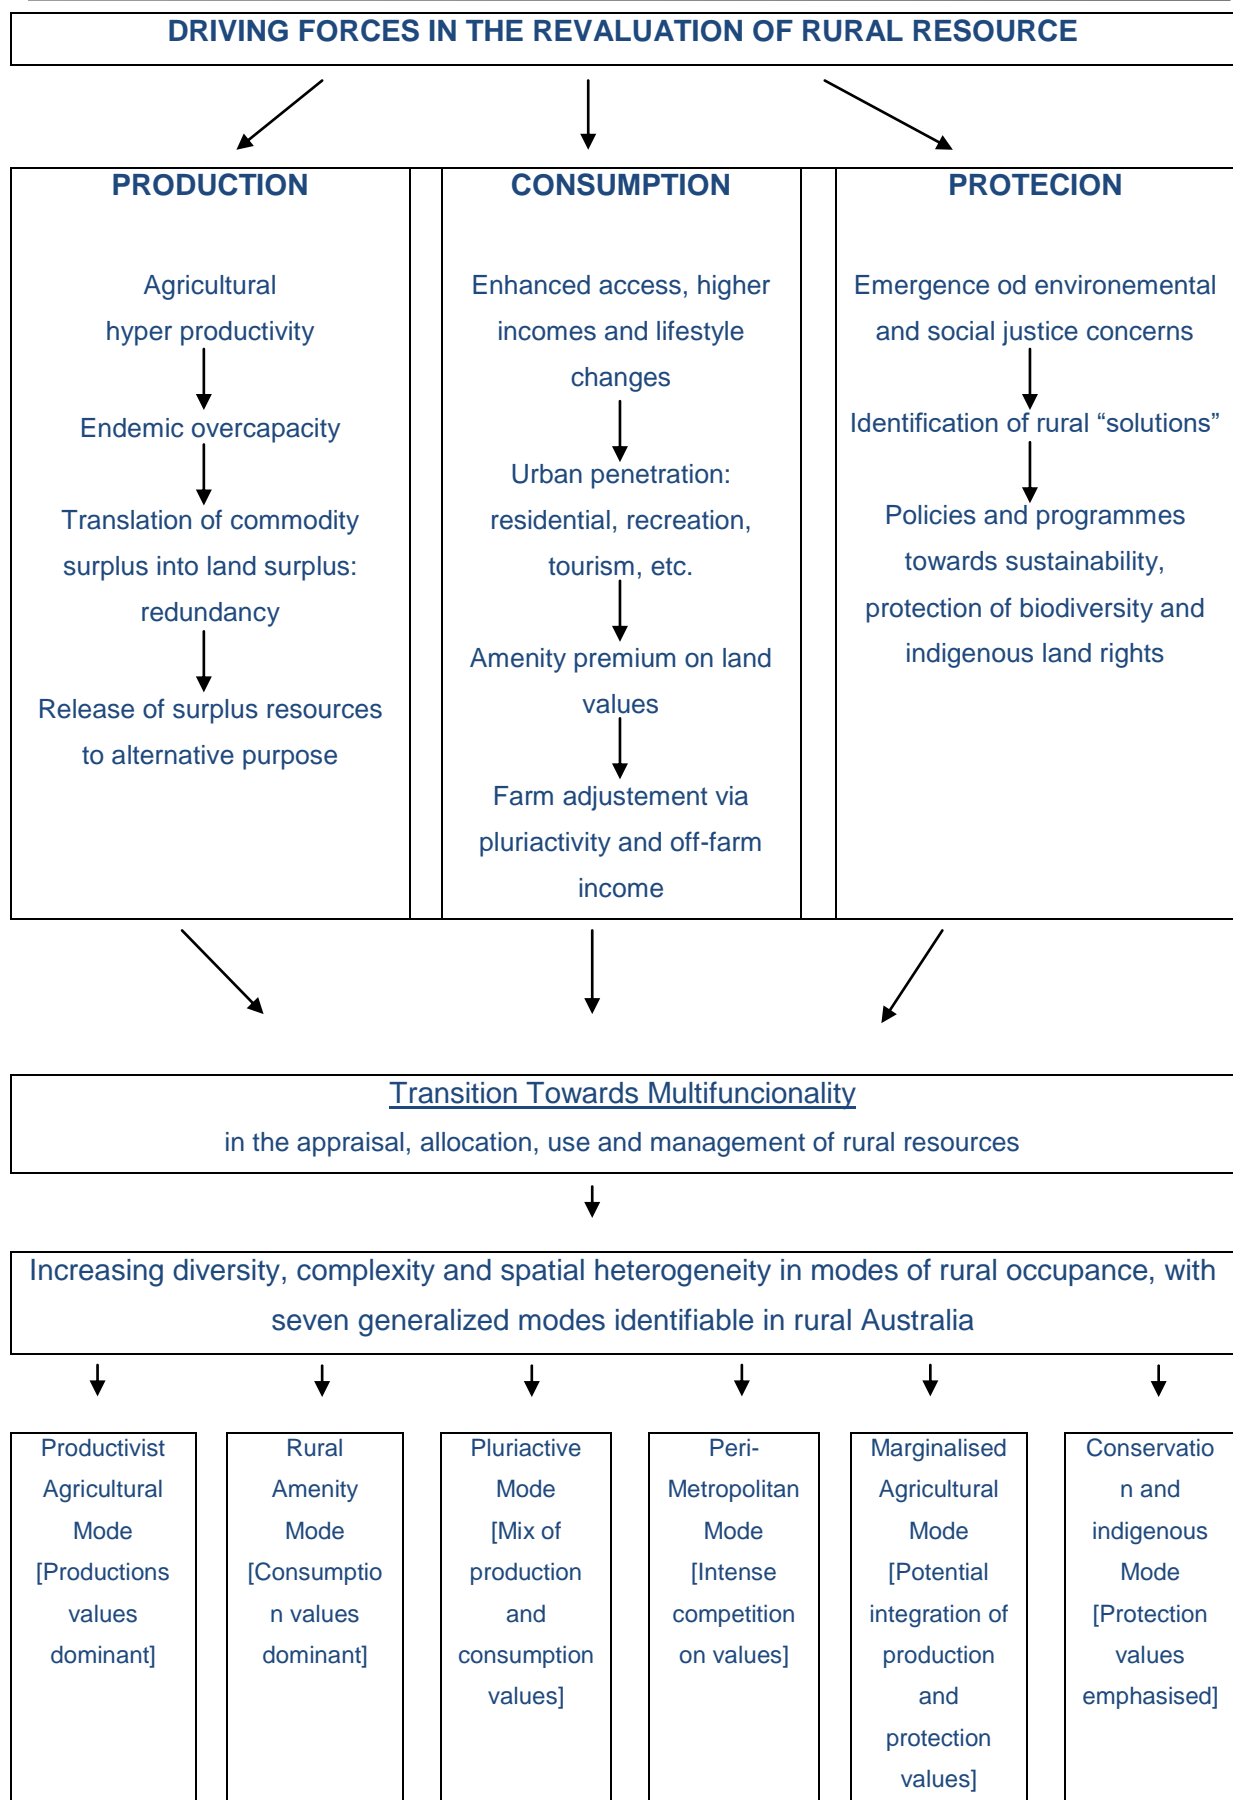 DRIVING FORCES IN THE REVALUATION OF RURAL RESOURCE
PRODUCTION
Agricultural
hyper productivity
Endemic overcapacity
Translation of commodity
surplus into land surplus:
redundancy
Release of surplus resources
to alternative purpose
CONSUMPTION
Enhanced access, higher
incomes and lifestyle
changes
Urban penetration:
residential, recreation,
tourism, etc.
Amenity premium on land
values
Farm adjustement via
pluriactivity and off-farm
income
PROTECION
Emergence od environemental
and social justice concerns
Identification of rural “solutions”
Policies and programmes
towards sustainability,
protection of biodiversity and
indigenous land rights
Transition Towards Multifuncionality
in the appraisal, allocation, use and management of rural resources
Increasing diversity, complexity and spatial heterogeneity in modes of rural occupance, with
seven generalized modes identifiable in rural Australia
Productivist
Agricultural
Mode
[Productions
values
dominant]
Rural
Amenity
Mode
[Consumptio
n values
dominant]
Pluriactive
Mode
[Mix of
production
and
consumption
values]
Peri-
Metropolitan
Mode
[Intense
competition
on values]
Marginalised
Agricultural
Mode
[Potential
integration of
production
and
protection
values]
Conservatio
n and
indigenous
Mode
[Protection
values
emphasised]